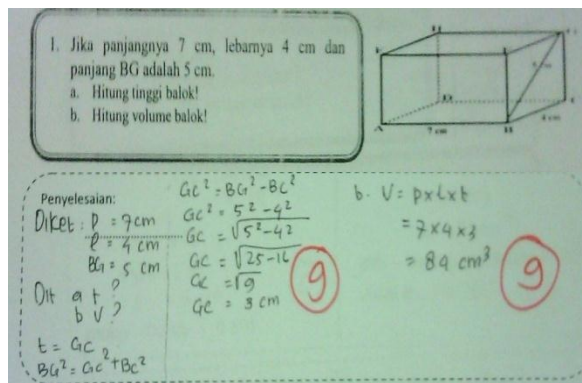 1. Jika panjangnya 7 cm, lebarnya 4 cm dan
panjang BG adalah 5 cm.
a. Hitung tinggi balok!
b. Hitung volume balok!
A
7 cm
B
4 cm
Penyelesaian:
Diket : P = 7 cm
l = 4 cm
BG = 5 cm
Dit a t ?
b V ?
t = GC
BG² = GC² + BC²
GC² = BG² - BC²
GC² = 5² - 4²
GC = √5² - 4²
GC = √25 - 16
GC = √9
GC = 3 cm
9
b. V = p x l x t
= 7 x 4 x 3
= 84 cm³
9